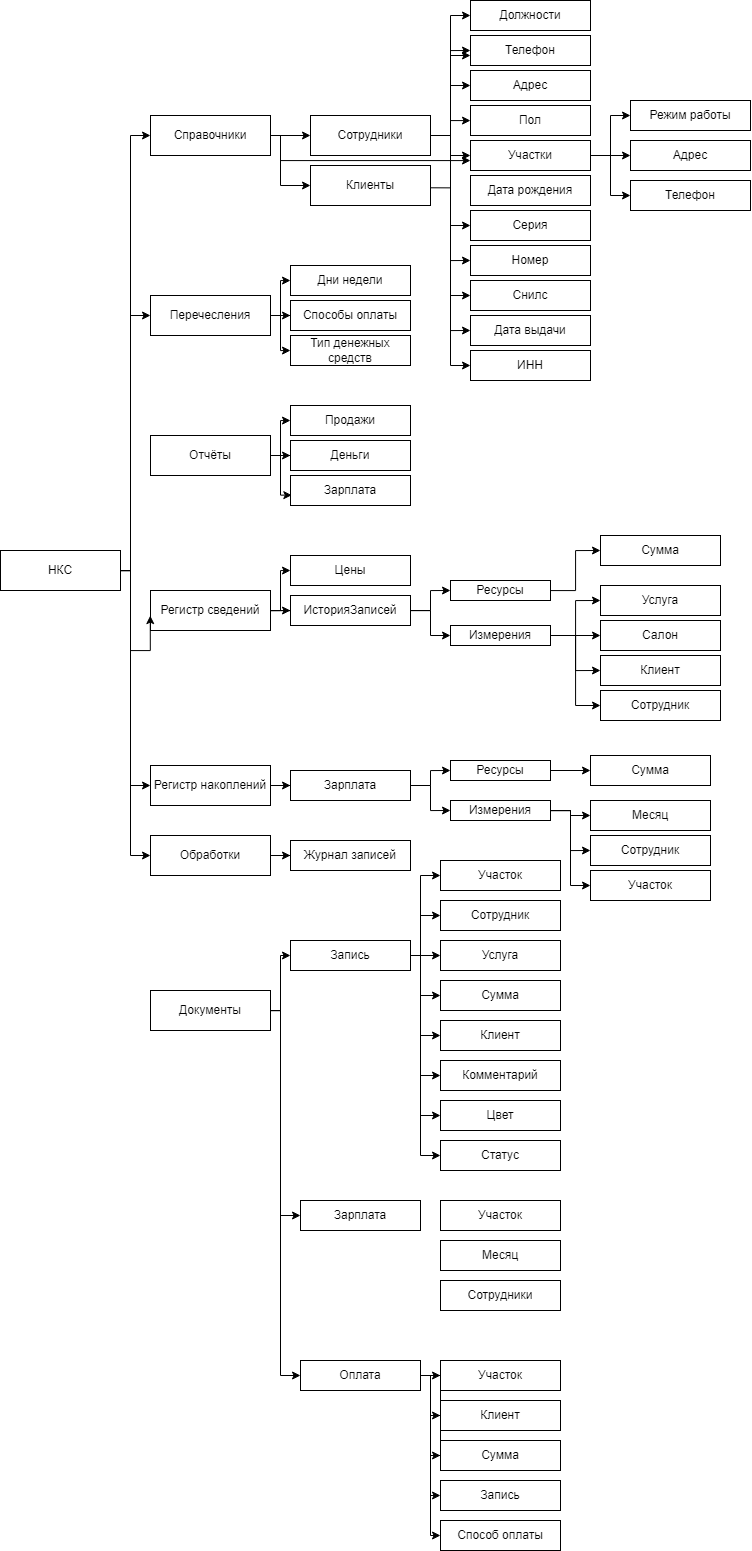 Должности
Телефон
Адрес
Пол
Справочники
Сотрудники
Участки
Клиенты
Режим работы
Адрес
Телефон
Дата рождения
Серия
Номер
Снилс
Дата выдачи
ИНН
Перечесления
Дни недели
Способы оплаты
Тип денежных
средств
Отчёты
Продажи
Деньги
Зарплата
НКС
Регистр сведений
Цены
ИсторияЗаписей
Ресурсы
Сумма
Измерения
Услуга
Салон
Клиент
Сотрудник
Регистр накоплений
Зарплата
Ресурсы
Сумма
Измерения
Месяц
Сотрудник
Участок
Обработки
Журнал записей
Документы
Запись
Участок
Сотрудник
Услуга
Сумма
Клиент
Комментарий
Цвет
Статус
Зарплата
Участок
Месяц
Сотрудники
Оплата
Участок
Клиент
Сумма
Запись
Способ оплаты